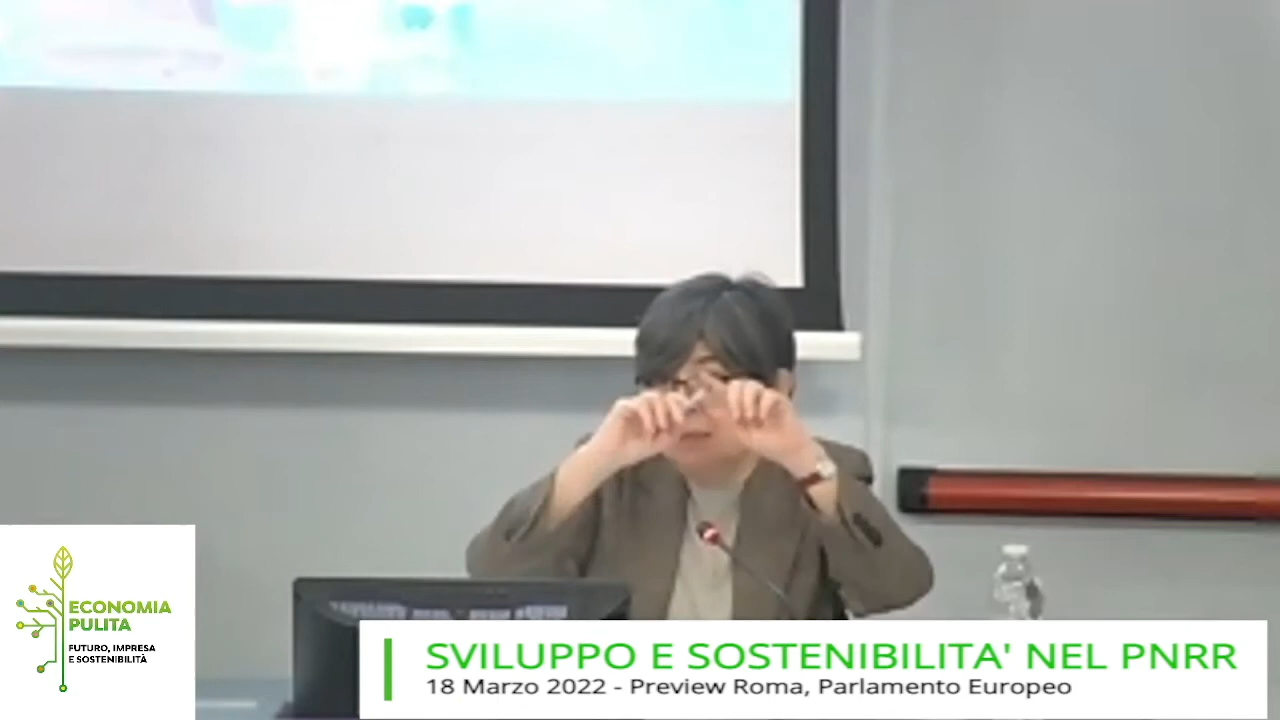 ECONOMIA
PULITA
FUTURO, IMPRESA
E SOSTENIBILITÀ
SVILUPPO E SOSTENIBILITA' NEL PNRR
18 Marzo 2022 - Preview Roma, Parlamento Europeo